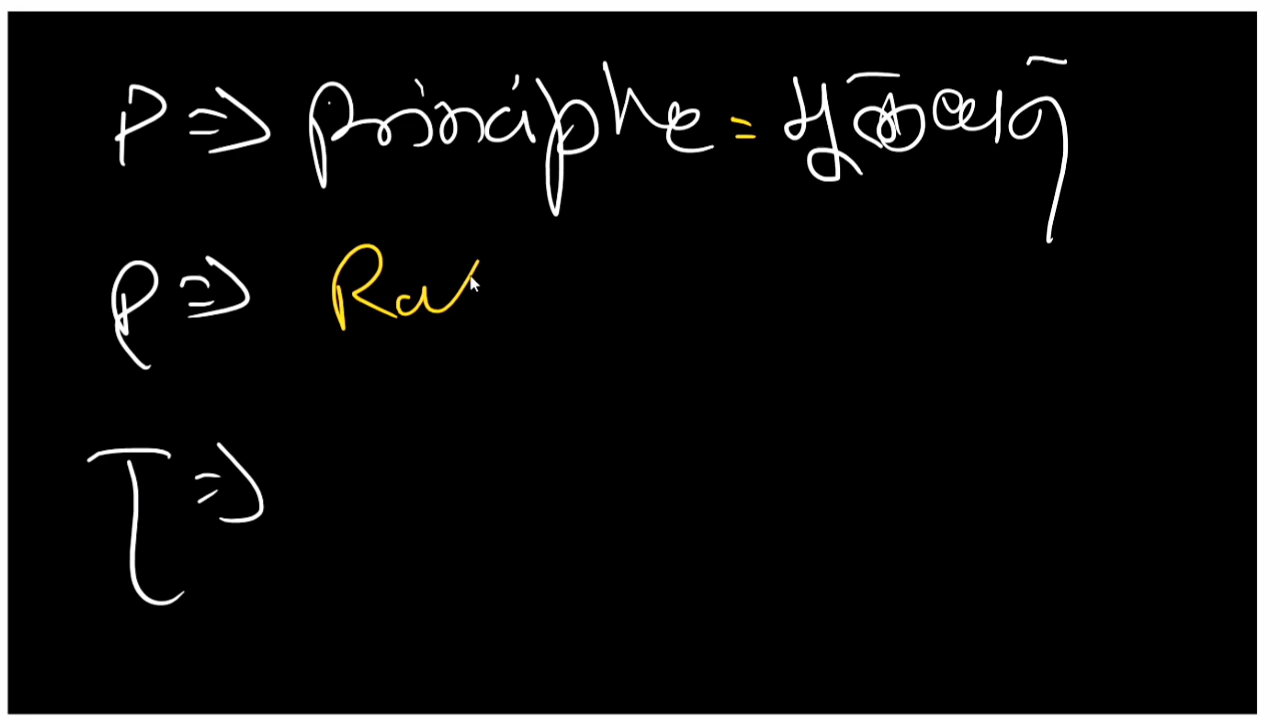 P ⇒ Principle =
R ⇒ Ra
T ⇒